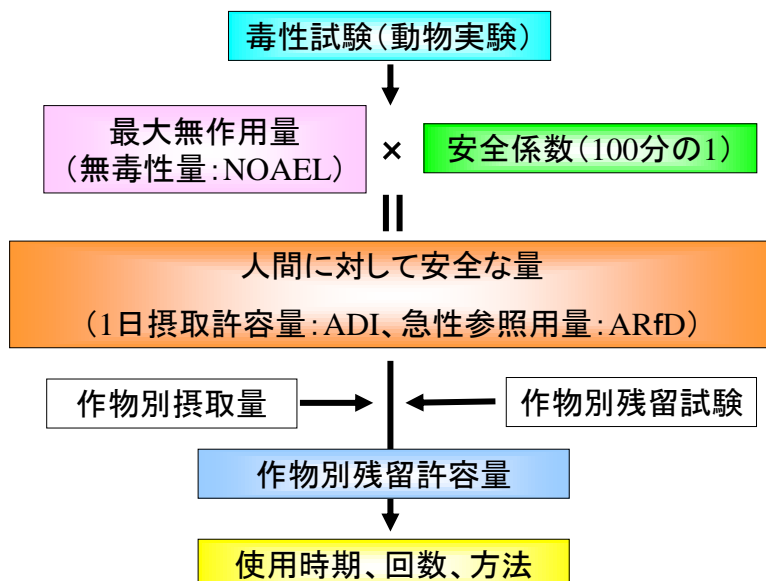 毒性試験(動物実験)
最大無作用量
(無毒性量:NOAEL)
×
安全係数(100分の1)
人間に対して安全な量
(1日摂取許容量:ADI、急性参照用量:ARfD)
作物別摂取量
作物別残留試験
作物別残留許容量
使用時期、回数、方法